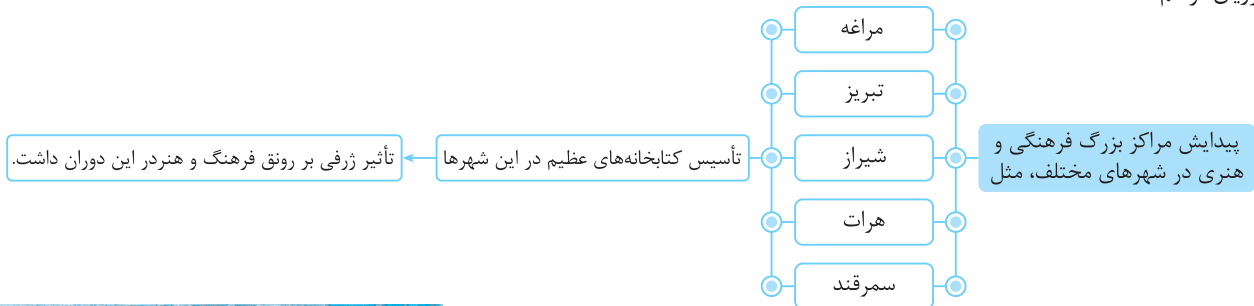 پیدایش مراکز بزرگ فرهنگی و
هنری در شهرهای مختلف، مثل
مراغه
تبریز
شیراز
هرات
سمرقند
تأسیس کتابخانه‌های عظیم در این شهرها
تأثیر ژرفی بر رونق فرهنگ و هنردر این دوران داشت.